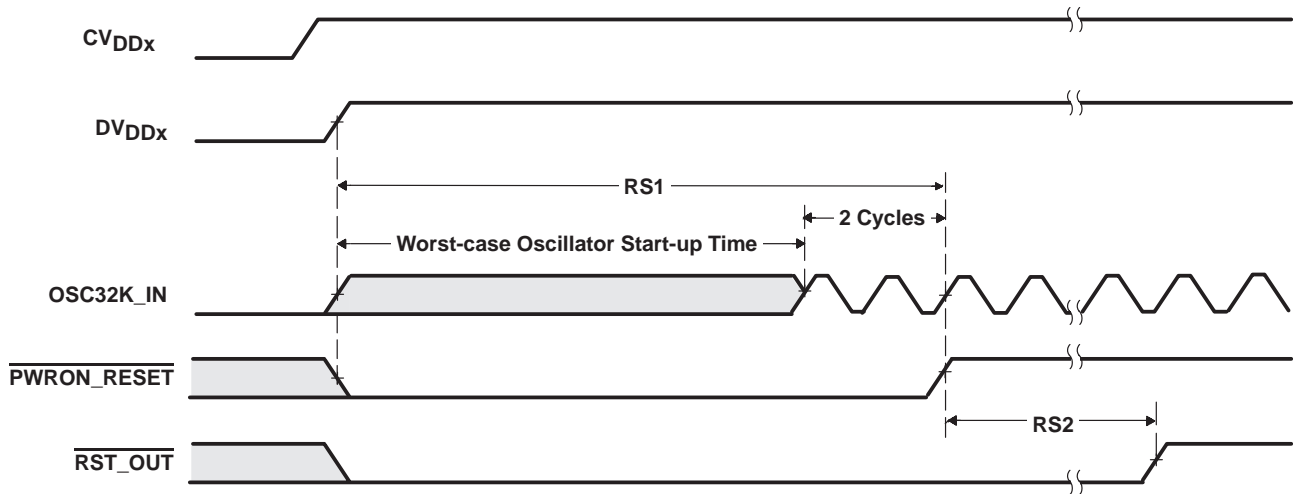 CVDDx
DVDDx
RS1
2 Cycles
Worst-case Oscillator Start-up Time
OSC32K_IN
PWRON_RESET
RS2
RST_OUT